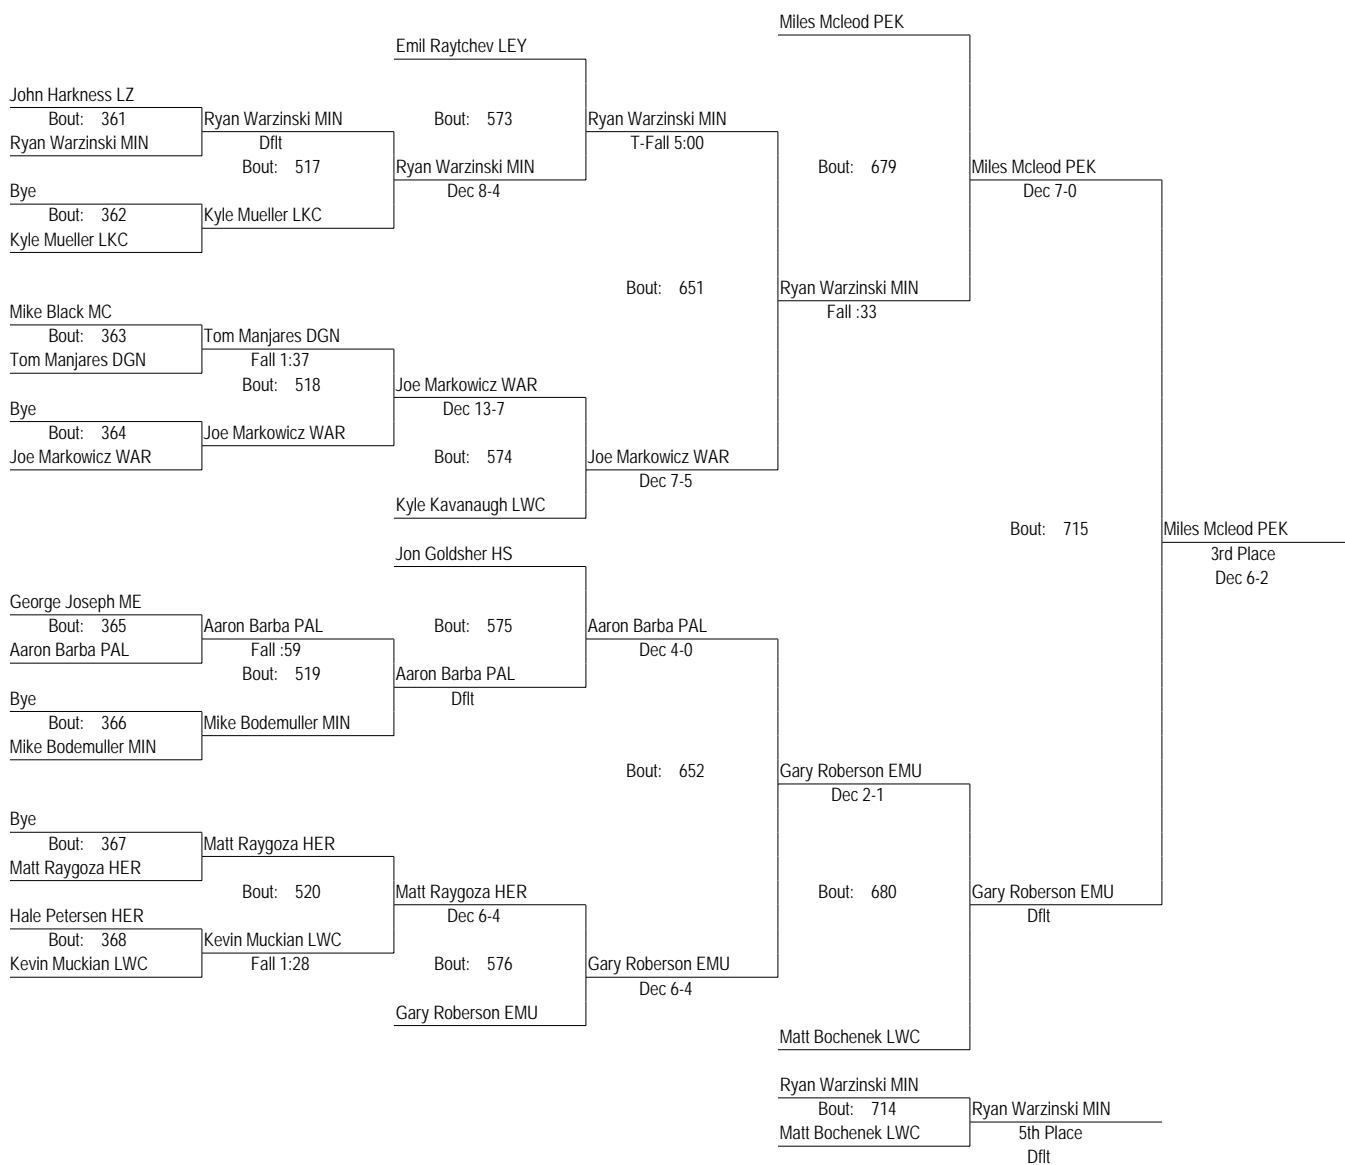 Miles Mcleod PEK
Emil Raytchev LEY
John Harkness LZ
Bout: 361
Ryan Warzinski MIN
Ryan Warzinski MIN
Dflt
Bout: 573
Ryan Warzinski MIN
T-Fall 5:00
Bout: 517
Ryan Warzinski MIN
Dec 8-4
Bout: 679
Miles Mcleod PEK
Dec 7-0
Bye
Bout: 362
Kyle Mueller LKC
Kyle Mueller LKC
Bout: 651
Ryan Warzinski MIN
Fall :33
Mike Black MC
Bout: 363
Tom Manjares DGN
Tom Manjares DGN
Fall 1:37
Bout: 518
Joe Markowicz WAR
Dec 13-7
Bye
Bout: 364
Joe Markowicz WAR
Joe Markowicz WAR
Bout: 574
Joe Markowicz WAR
Dec 7-5
Kyle Kavanaugh LWC
Bout: 715
Miles Mcleod PEK
3rd Place
Dec 6-2
Jon Goldsher HS
George Joseph ME
Bout: 365
Aaron Barba PAL
Aaron Barba PAL
Fall :59
Bout: 575
Aaron Barba PAL
Dec 4-0
Bout: 519
Aaron Barba PAL
Dflt
Bye
Bout: 366
Mike Bodemuller MIN
Mike Bodemuller MIN
Bout: 652
Gary Roberson EMU
Dec 2-1
Bye
Bout: 367
Matt Raygoza HER
Matt Raygoza HER
Bout: 520
Matt Raygoza HER
Dec 6-4
Bout: 680
Gary Roberson EMU
Dflt
Hale Petersen HER
Bout: 368
Kevin Muckian LWC
Kevin Muckian LWC
Fall 1:28
Bout: 576
Gary Roberson EMU
Dec 6-4
Gary Roberson EMU
Matt Bochenek LWC
Ryan Warzinski MIN
Bout: 714
Matt Bochenek LWC
Ryan Warzinski MIN
5th Place
Dflt